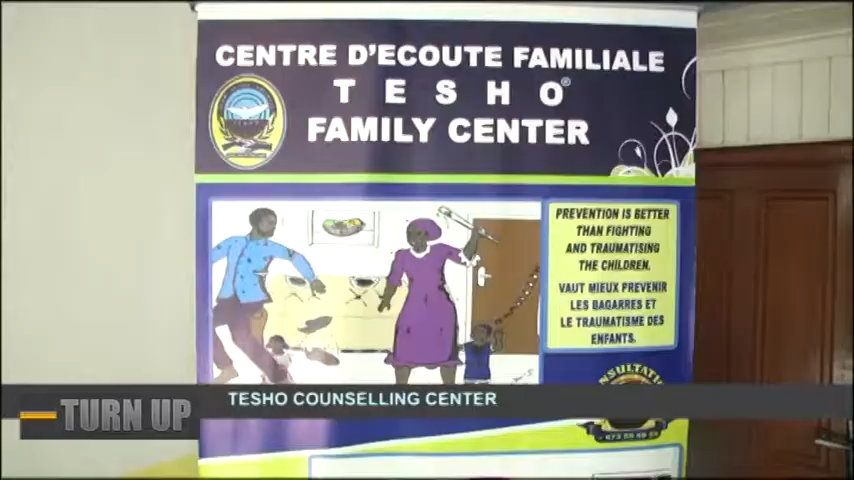 CENTRE D'ECOUTE FAMILIALE
TESHO®
FAMILY CENTER
PREVENTION IS BETTER
THAN FIGHTING
AND TRAUMATISING
THE CHILDREN.
VAUT MIEUX PREVENIR
LES BAGARRES ET
LE TRAUMATISME DES
ENFANTS.
TURN UP
TESHO COUNSELLING CENTER